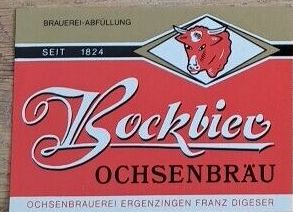 BRAUEREI-ABFÜLLUNG
SEIT 1824
Bockbier
OCHSENBRÄU
OCHSENBRAUEREI ERGENZINGEN FRANZ DIGESER